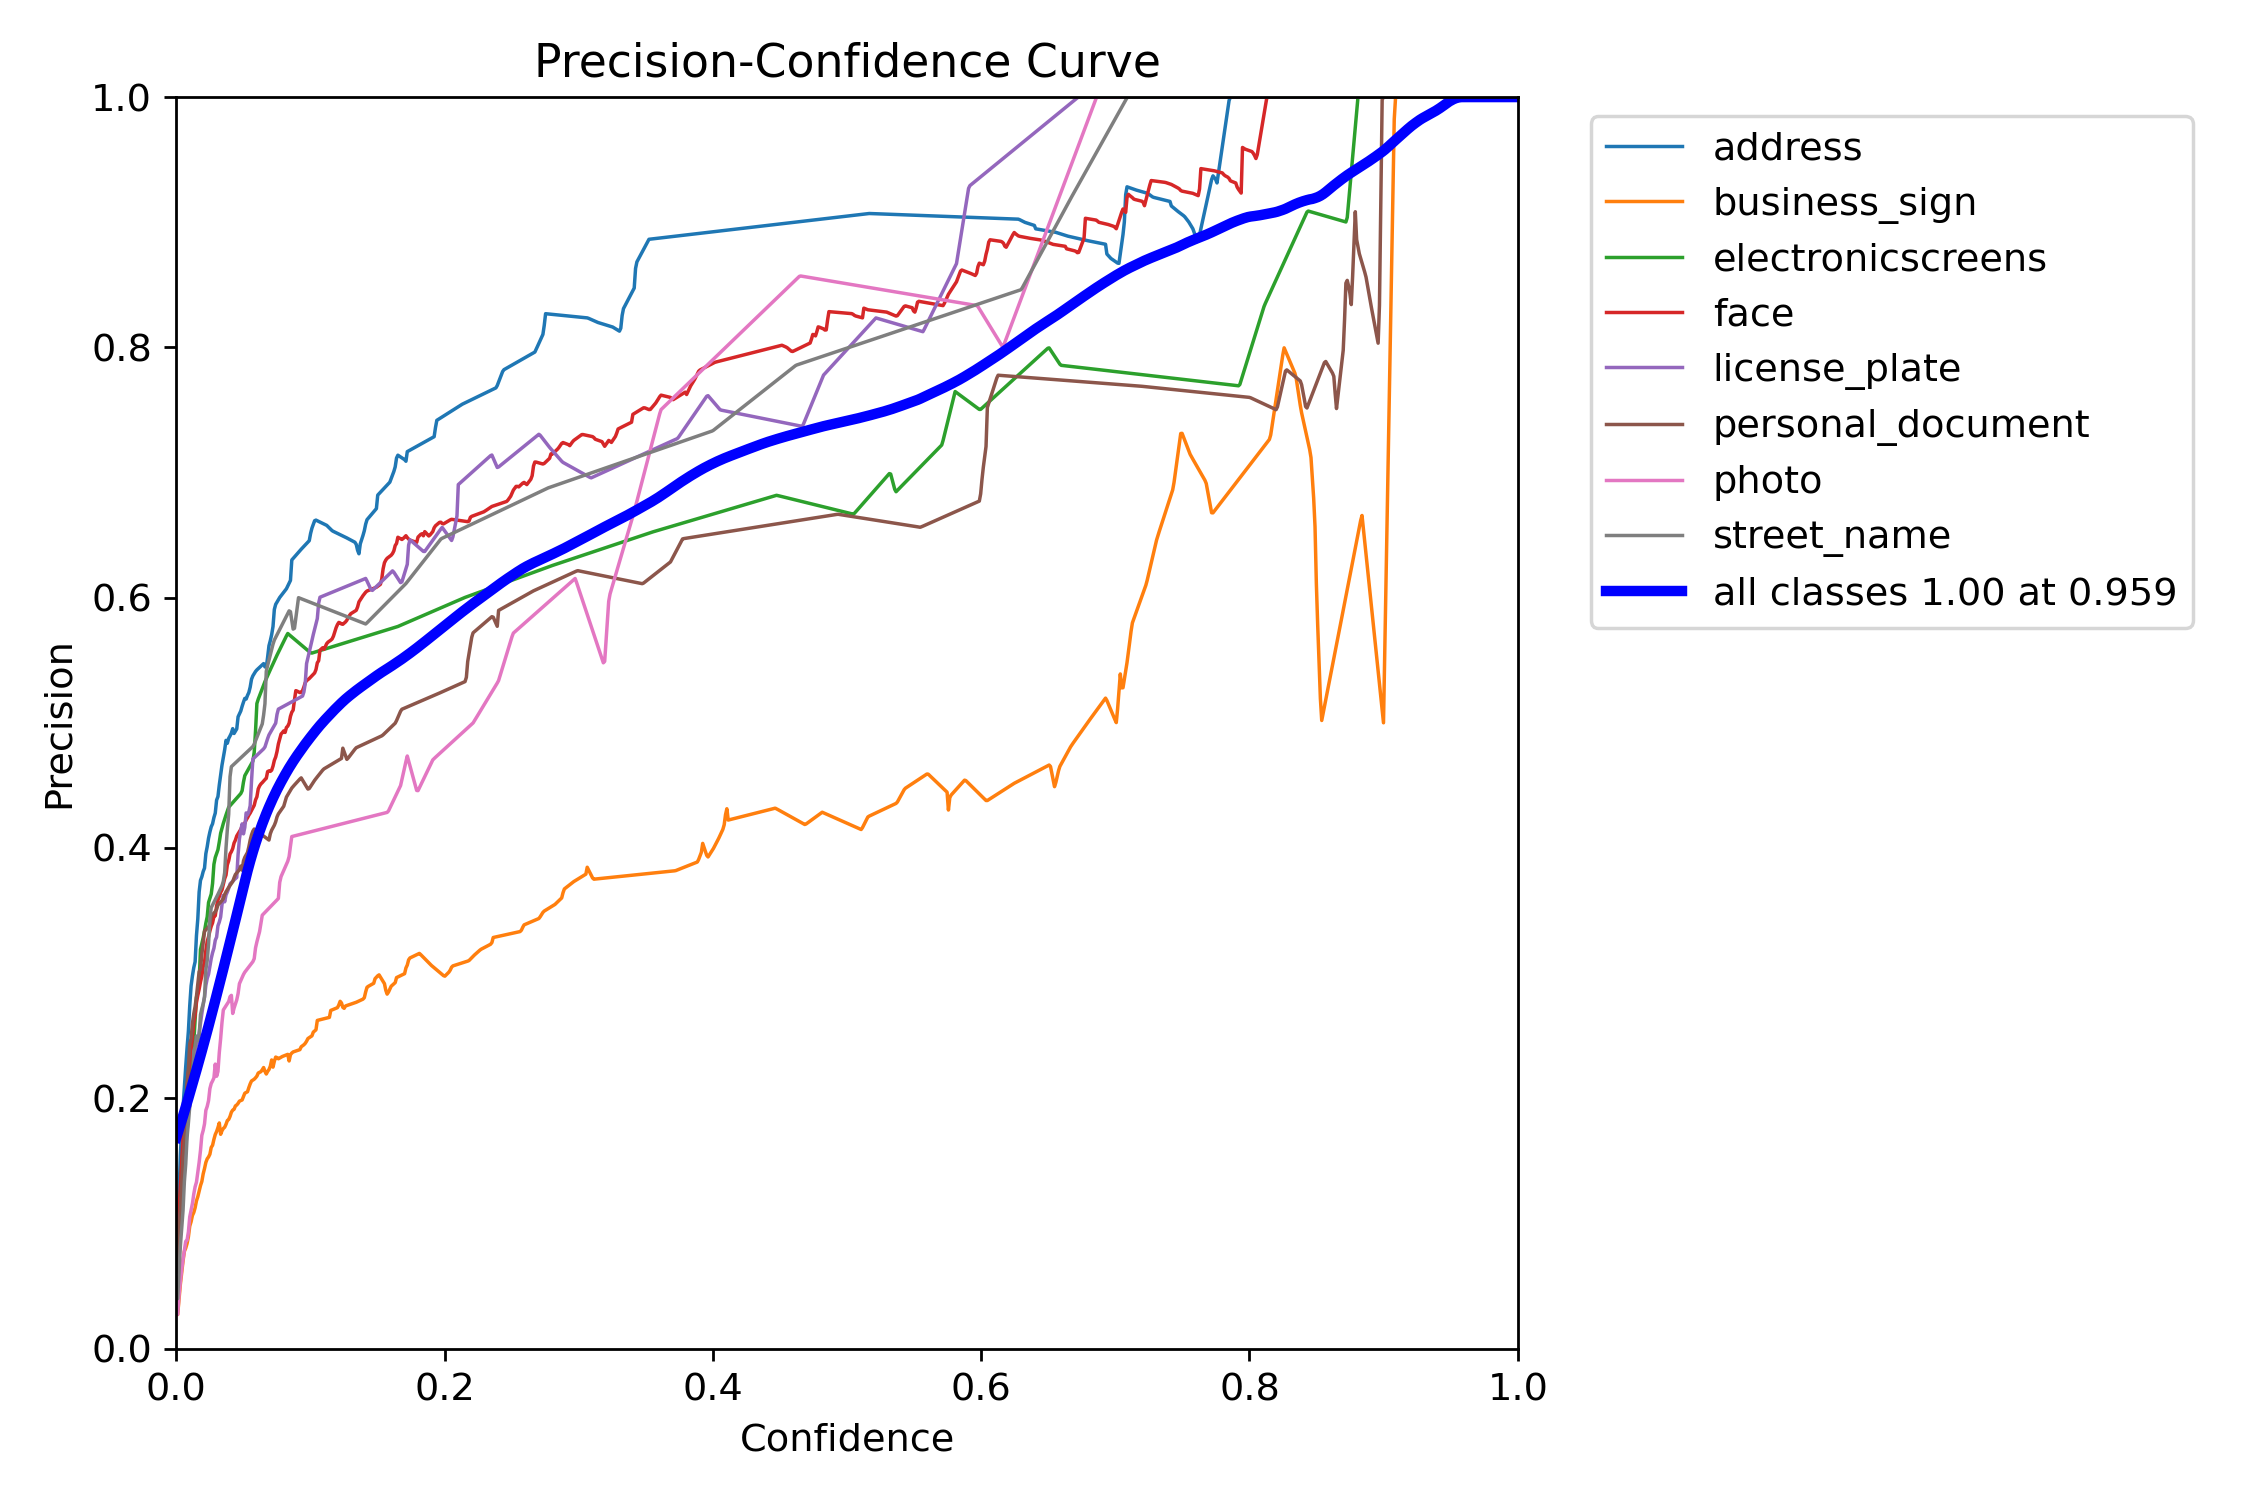 Precision-Confidence Curve
1.0
0.8
0.6
0.4
0.2
0.0
Precision
0.0 0.2 0.4 0.6 0.8 1.0
Confidence
address
business_sign
electronicscreens
face
license_plate
personal_document
photo
street_name
all classes 1.00 at 0.959